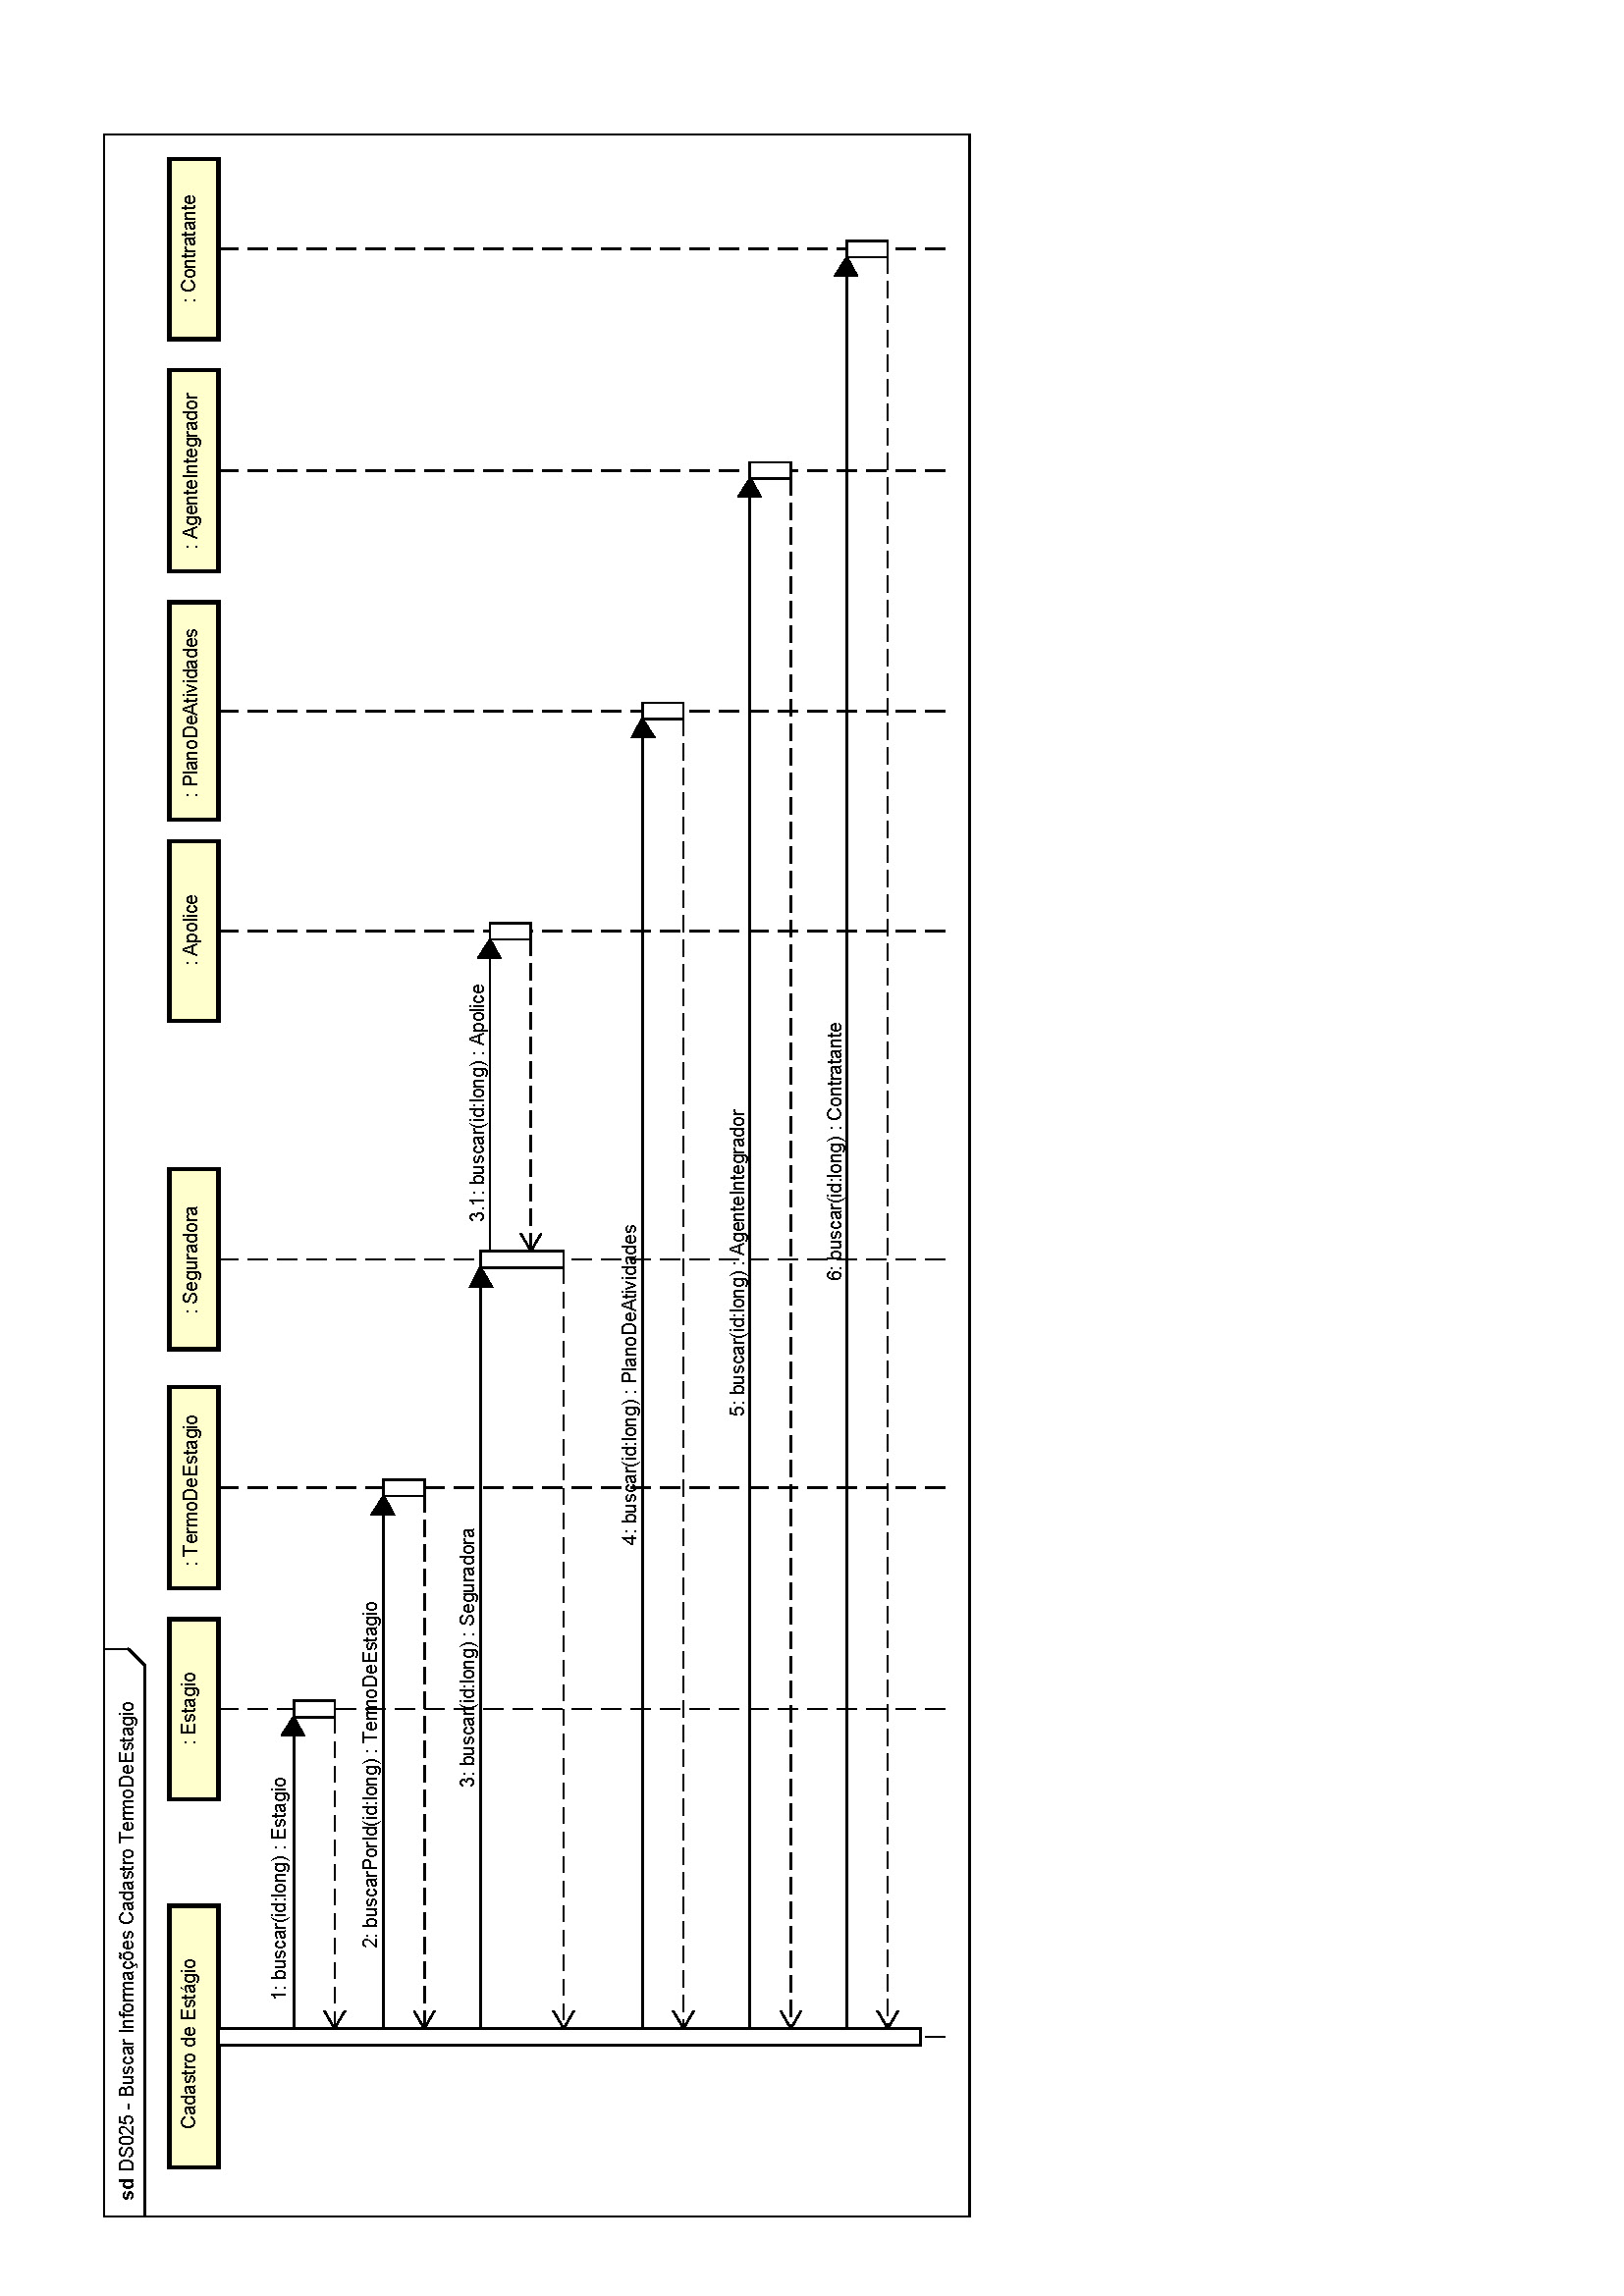 sd DS025 - Buscar Informações Cadastro TermoDeEstagio
Cadastro de Estágio
: Estagio
: TermoDeEstagio
: Seguradora
: Apolice
: PlanoDeAtividades
: AgenteIntegrador
: Contratante
1: buscar(id:long) : Estagio
2: buscarPorId(id:long) : TermoDeEstagio
3: buscar(id:long) : Seguradora
3.1: buscar(id:long) : Apolice
4: buscar(id:long) : PlanoDeAtividades
5: buscar(id:long) : AgenteIntegrador
6: buscar(id:long) : Contratante